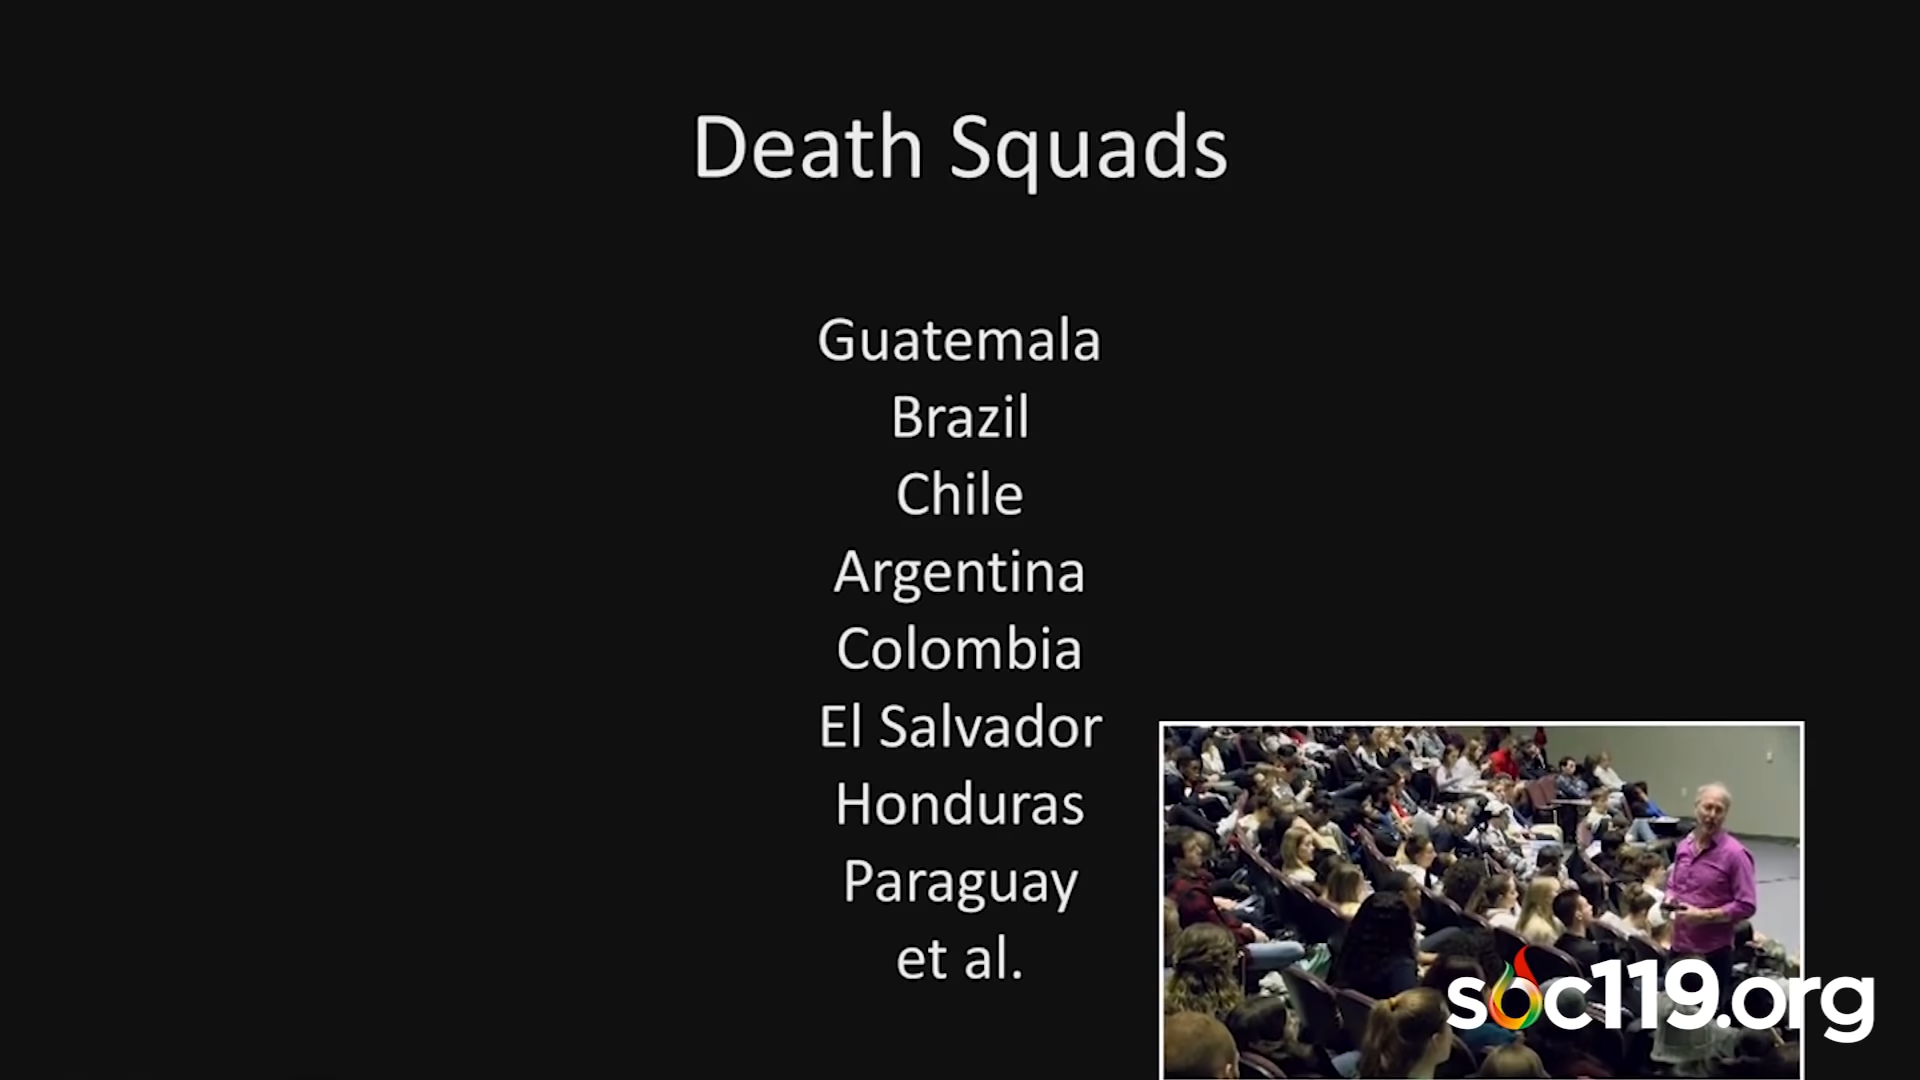 Death Squads
Guatemala
Brazil
Chile
Argentina
Colombia
El Salvador
Honduras
Paraguay
et al.
soc119.org